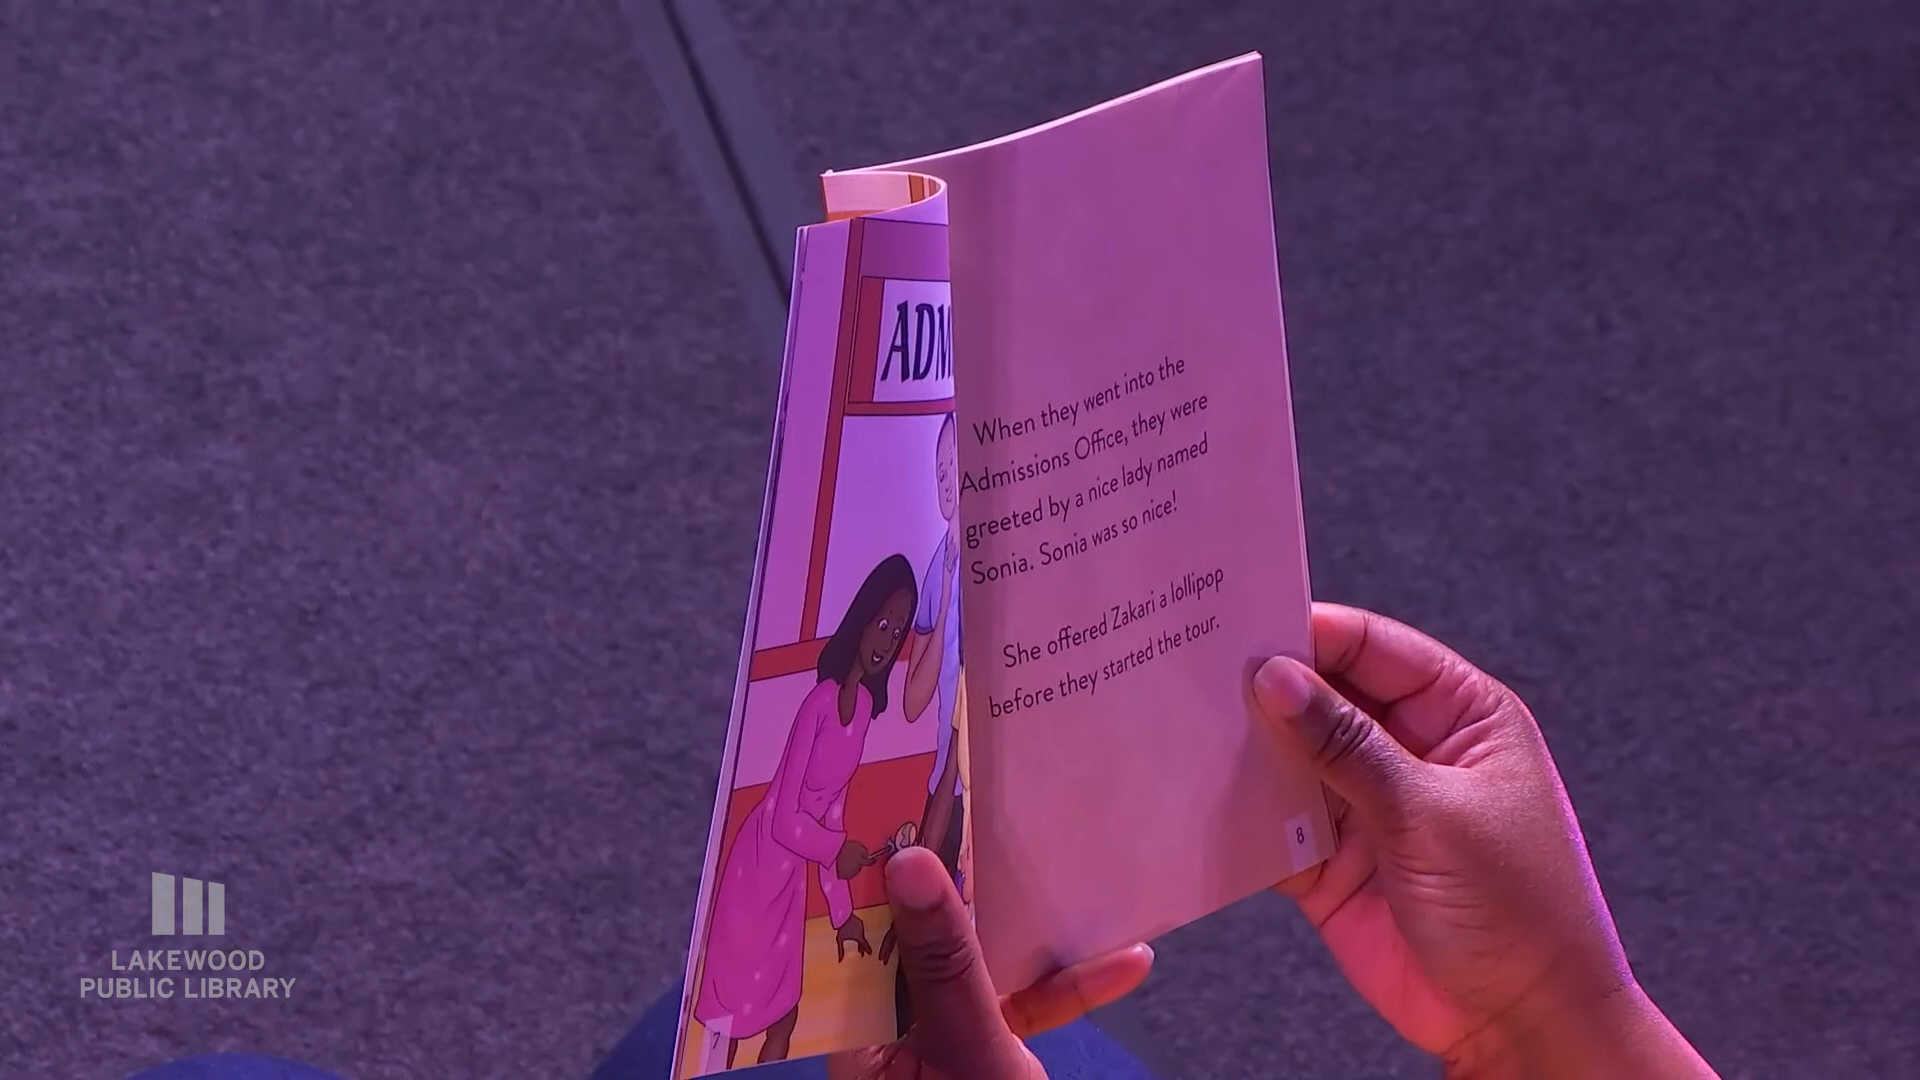 ADM
When they went into the
Admissions Office, they were
greeted by a nice lady named
Sonia. Sonia was so nice!
She offered Zakari a lollipop
before they started the tour.
7
8
LAKEWOOD
PUBLIC LIBRARY